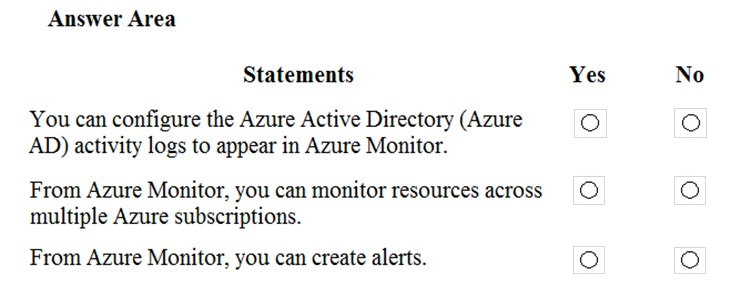 Answer Area
Statements Yes No
You can configure the Azure Active Directory (Azure
AD) activity logs to appear in Azure Monitor.
From Azure Monitor, you can monitor resources across
multiple Azure subscriptions.
From Azure Monitor, you can create alerts.